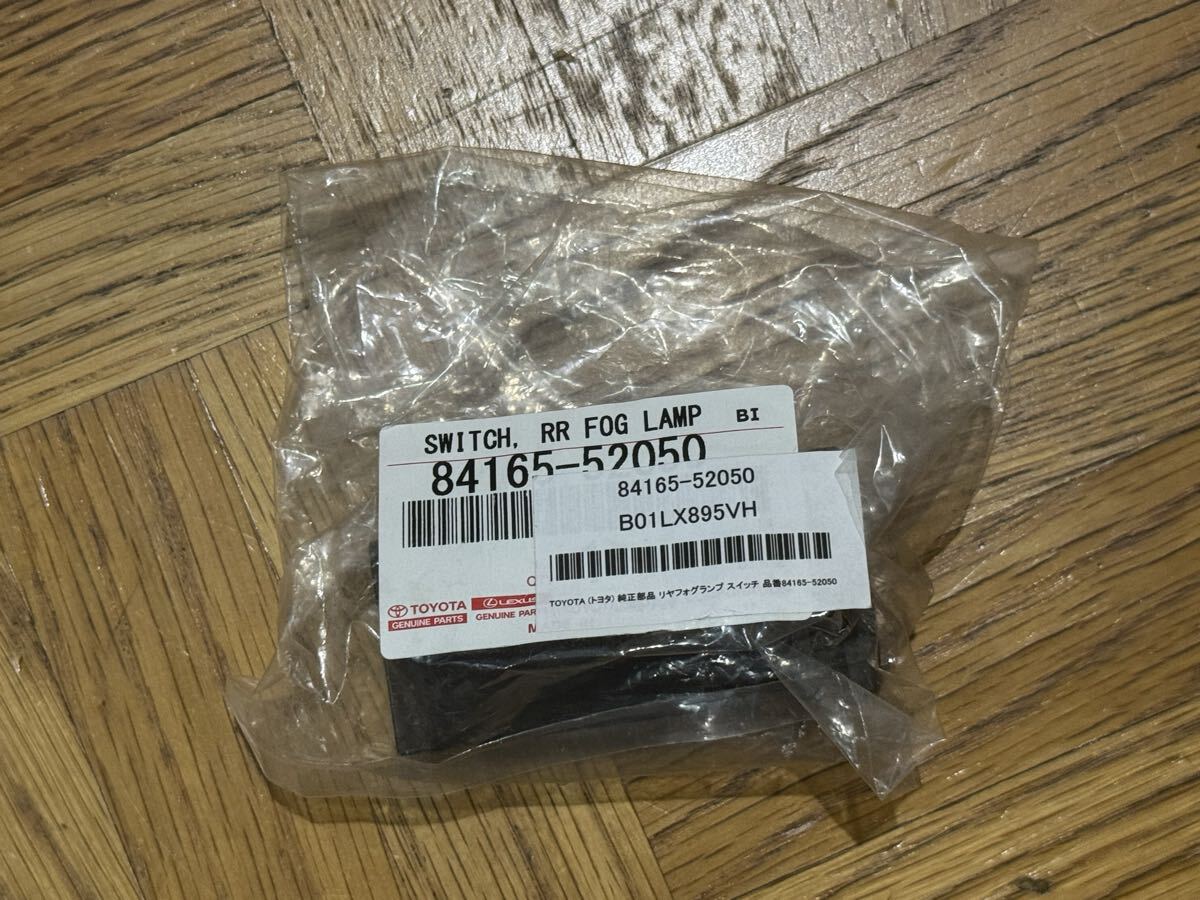 SWITCH, RR FOG LAMP BI
84165-52050
84165-52050
B01LX895VH
TOYOTA(トヨタ) 純正部品 リヤフォグランプ スイッチ 品番84165-52050
TOYOTA LEXUS
GENUINE PARTS GENUINE PAR